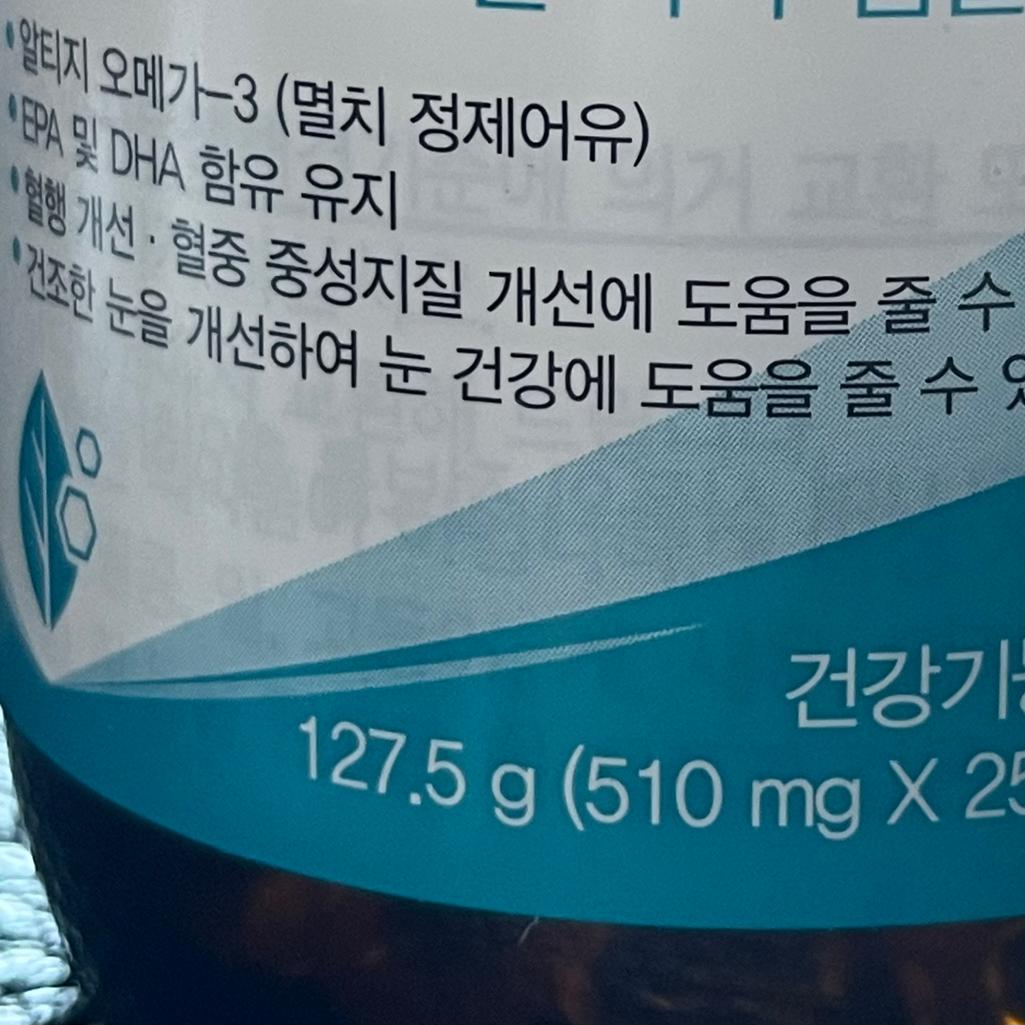 •알티지 오메가-3 (멸치 정제어유)
•EPA 및 DHA 함유 유지
•혈행 개선 · 혈중 중성지질 개선에 도움을 줄 수
•건조한 눈을 개선하여 눈 건강에 도움을 줄 수
건강기
127.5 g (510 mg X 25